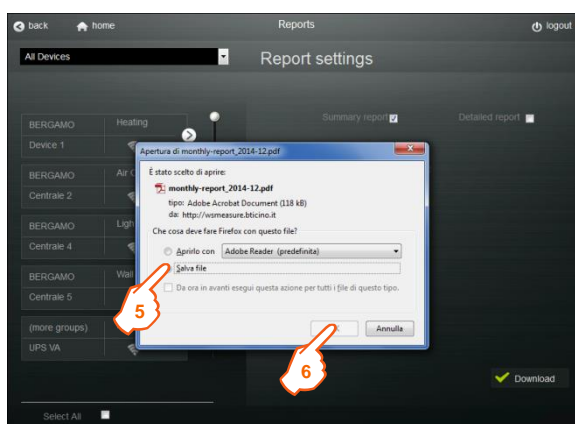 back home Reports logout
All Devices
Report settings
BERGAMO Heating
Device 1
Summary report Detailed report
Apertura di monthly-report_2014-12.pdf
È stato scelto di aprire:
monthly-report_2014-12.pdf
tipo: Adobe Acrobat Document (118 kB)
da: http://wsmeasure.bticino.it
Che cosa deve fare Firefox con questo file?
Aprirlo con Adobe Reader (predefinita)
Salva file
Da ora in avanti esegui questa azione per tutti i file di questo tipo.
Annulla
BERGAMO Air
Centrale 2
BERGAMO
Centrale 4
BERGAMO Wall
Centrale 5
(more groups)
UPS VA
5
6
Download
Select All